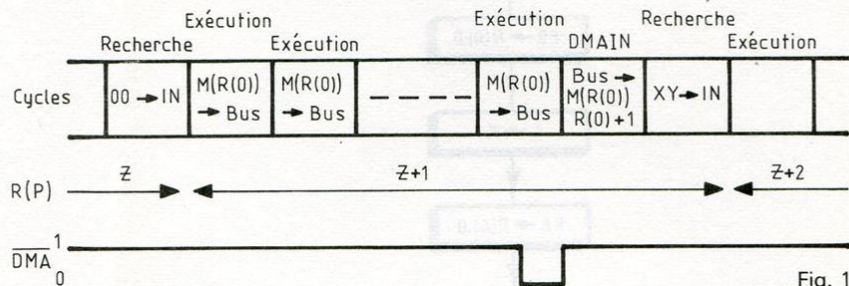 Exécution
Exécution
Recherche
Recherche
Exécution
DMAIN
Exécution
Cycles
00 → IN
M(R(0))
→ Bus
M(R(0))
→ Bus
M(R(0))
→ Bus
Bus →
M(R(0))
R(0)+1
XY → IN
R(P)
Z
Z+1
Z+2
DMA
1
0
Fig. 1